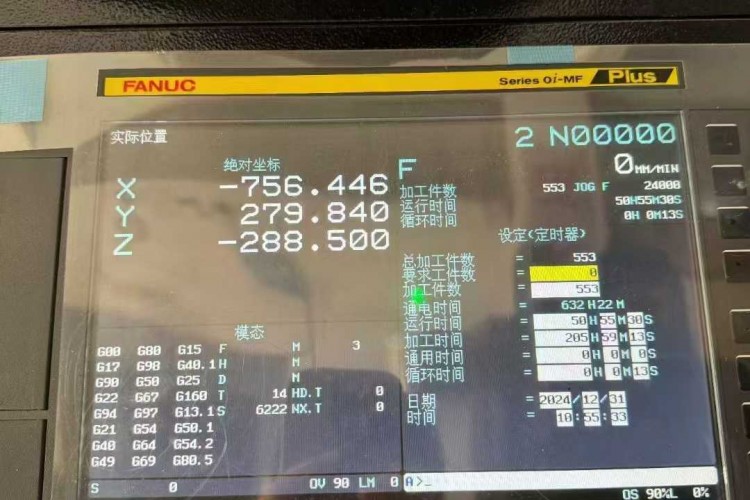 FANUC
Series 0i-MF Plus
实际位置
2 N00000
绝对坐标
X -756.446
Y 279.840
Z -288.500
F 0MM/MIN
加工件数 553 JOG F 24000
运行时间 50H55M30S
循环时间 0H 0M13S
设定(定时器)
总加工件数 = 553
要求工件数 = 0
加工件数 = 553
通电时间 = 632H22M
运行时间 = 50H55M30S
加工时间 = 205H59M13S
通用时间 = 0H 0M 0S
循环时间 = 0H 0M13S
日期 = 2024/12/31
时间 = 10:55:33
模态
G00 G80 G15 F M 3
G17 G98 G40.1 H M
G90 G50 G25 D M
G22 G67 G160 T 14 HD.T 0
G94 G97 G13.1 S 6222 NX.T 0
G21 G54 G50.1
G40 G64 G54.2
G49 G69 G80.5
S 0 OV 90 LM 0
A>_
OS 90%L 0%